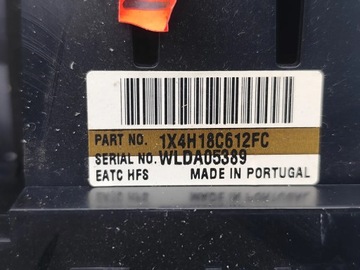 PART NO. 1X4H18C612FC
SERIAL NO. WLDA05389
EATC HFS MADE IN PORTUGAL